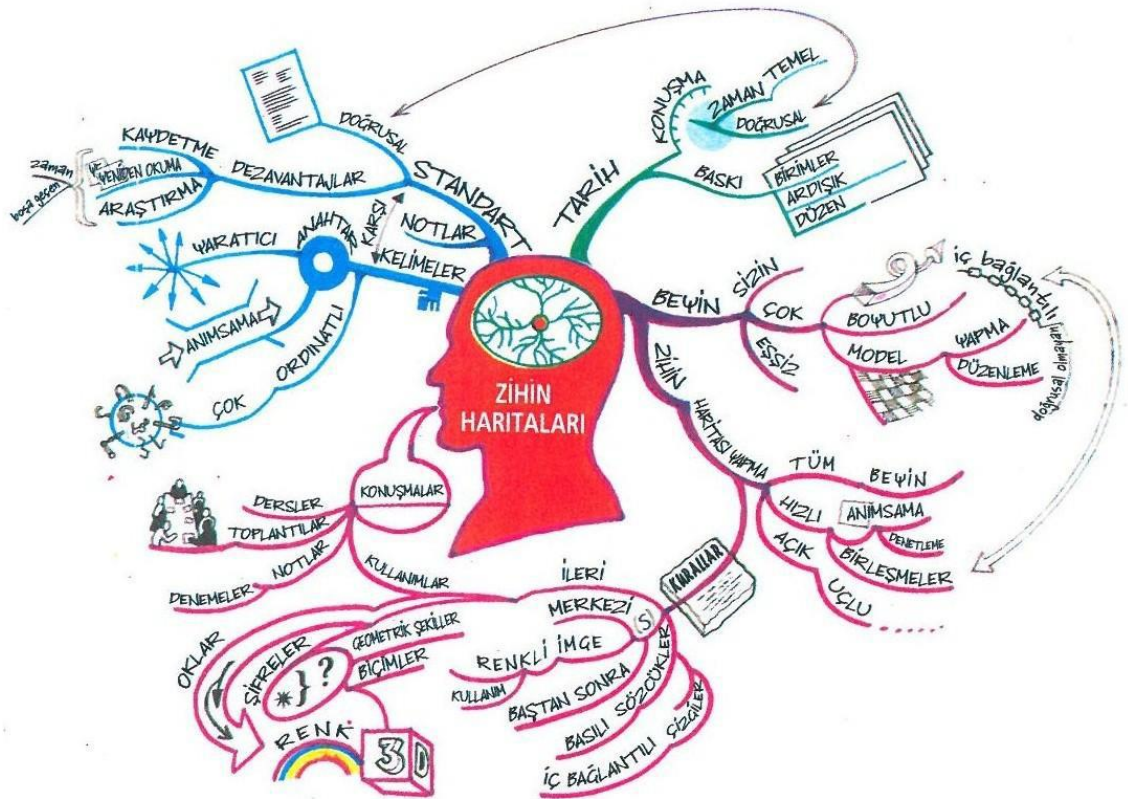 ZİHİN
HARITALARI
TARİH
KONUŞMA
ZAMAN
TEMEL
DOĞRUSAL
BASKI
BİRİMLER
ARDIŞIK
DÜZEN
BEYİN
SİZİN
ÇOK
EŞSİZ
BOYUTLU
MODEL
YAPMA
DÜZENLEME
iç bağlantılı
doğrusal olmayan
ZİHİN
HARİTASI YAPMA
TÜM
BEYİN
HIZLI
ANIMSAMA
DENETLEME
BİRLEŞMELER
AÇIK
UÇLU
KURALLAR
MERKEZİ
S
RENKLİ İMGE
KULLANIM
BAŞTAN SONRA
BASILI SÖZCÜKLER
İÇ BAĞLANTILI ÇİZGİLER
İLERİ
GEOMETRİK ŞEKİLLER
BİÇİMLER
ŞİFRELER
* } ?
OKLAR
RENK
3D
KULLANIMLAR
KONUŞMALAR
DERSLER
TOPLANTILAR
NOTLAR
DENEMELER
STANDART
DOĞRUSAL
DEZAVANTAJLAR
KAYDETME
VE
YENİDEN OKUMA
ARAŞTIRMA
zaman
boşa geçen
NOTLAR
KARŞI
ANAHTAR
KELİMELER
YARATICI
ANIMSAMA
ÇOK
ORDINATLI